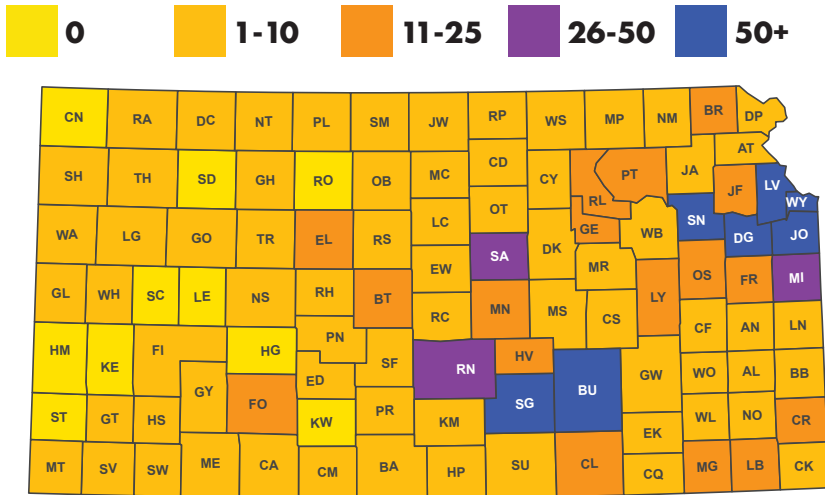 0 1-10 11-25 26-50 50+
CN RA DC NT PL SM JW RP WS MP NM BR DP
SH TH SD GH RO OB MC CD CY RL PT JA AT JF LV WY
WA LG GO TR EL RS LC OT GE WB SN DG JO
EW SA DK MR OS FR MI
GL WH SC LE NS RH BT RC MN MS CS LY CF AN LN
HM KE FI HG PN SF RN HV BU GW WO AL BB
GY ED SG
ST GT HS FO KW PR KM EK WL NO CR
MT SV SW ME CA CM BA HP SU CL CQ MG LB CK